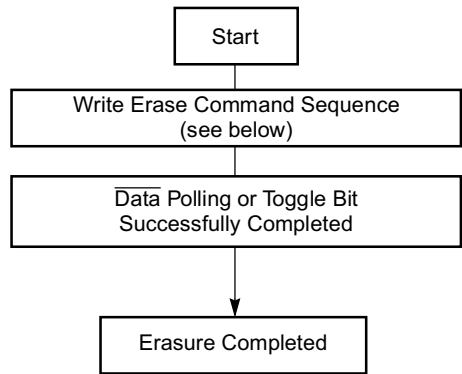 Start
Write Erase Command Sequence
(see below)
Data Polling or Toggle Bit
Successfully Completed
Erasure Completed